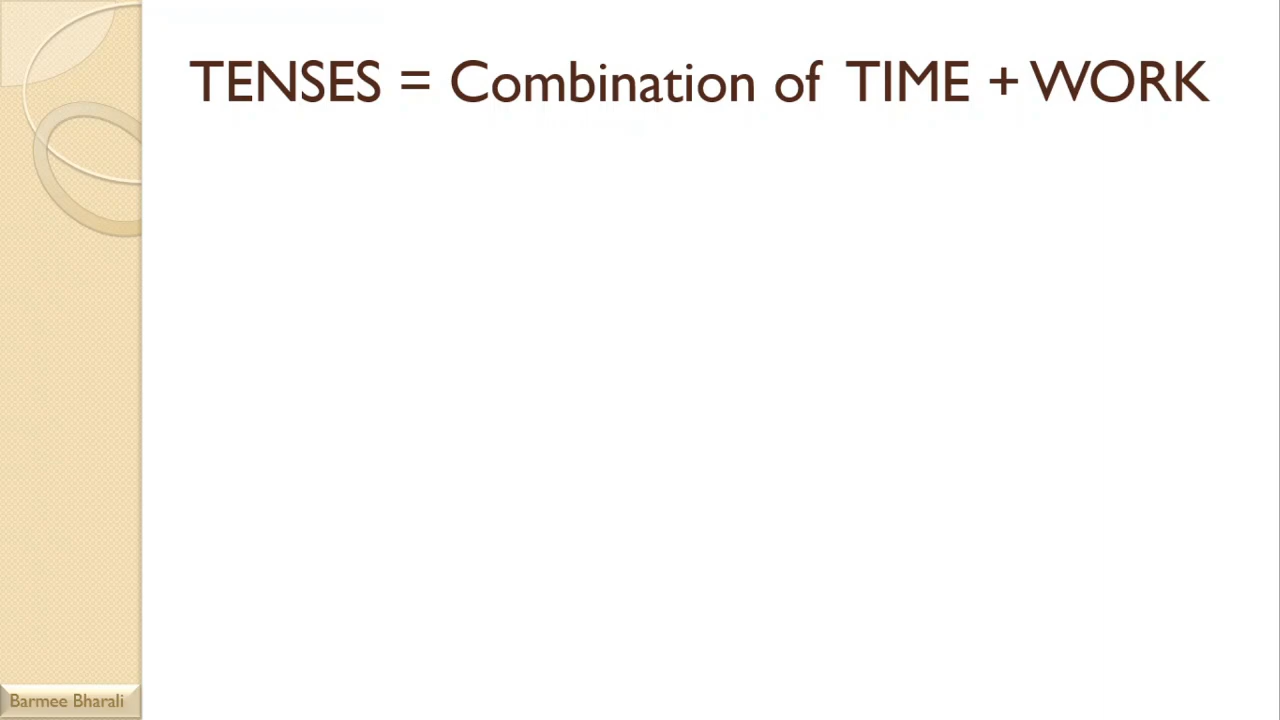 TENSES = Combination of TIME + WORK
Barmee Bharali